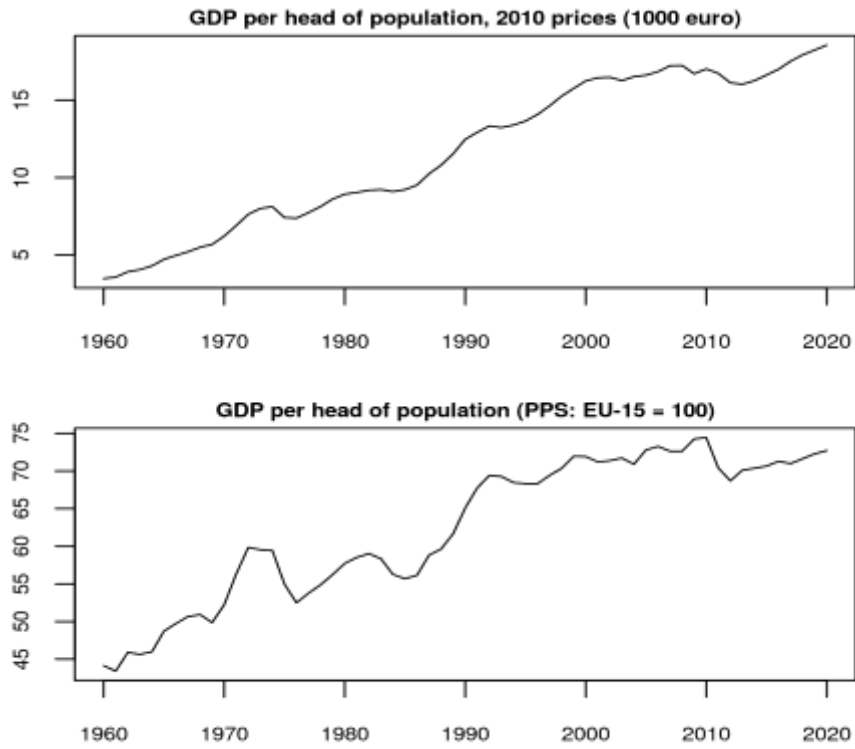 GDP per head of population, 2010 prices (1000 euro)
15
10
5
1960 1970 1980 1990 2000 2010 2020
GDP per head of population (PPS: EU-15 = 100)
75
70
65
60
55
50
45
1960 1970 1980 1990 2000 2010 2020